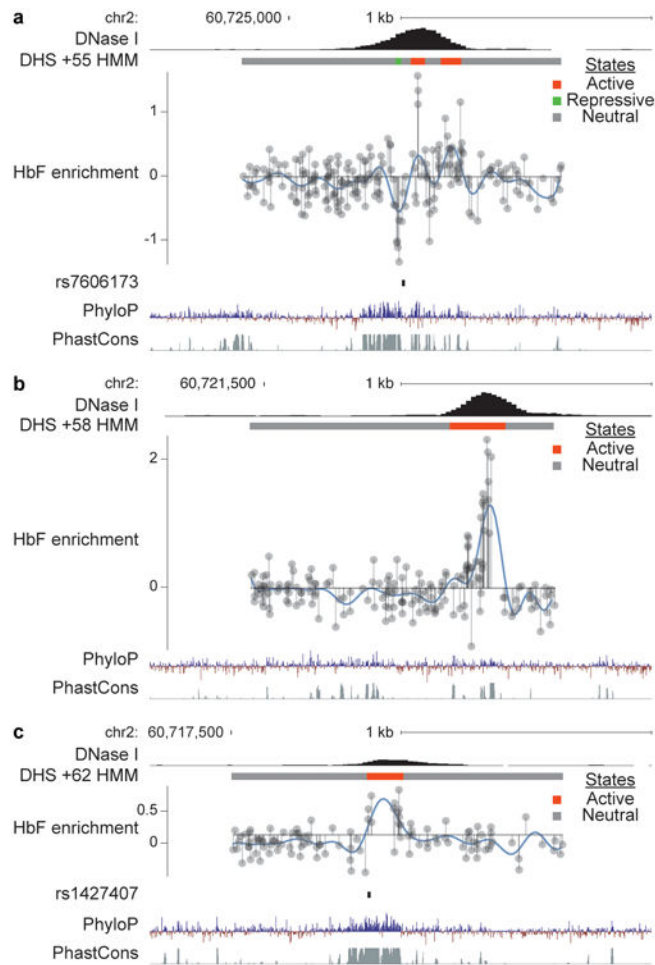 a
chr2: 60,725,000 1 kb
DNase I
DHS +55 HMM
States
Active
Repressive
Neutral
1
HbF enrichment 0
-1
rs7606173
PhyloP
PhastCons
b
chr2: 60,721,500 1 kb
DNase I
DHS +58 HMM
States
Active
Neutral
2
HbF enrichment
0
PhyloP
PhastCons
c
chr2: 60,717,500 1 kb
DNase I
DHS +62 HMM
States
Active
Neutral
0.5
HbF enrichment 0
rs1427407
PhyloP
PhastCons